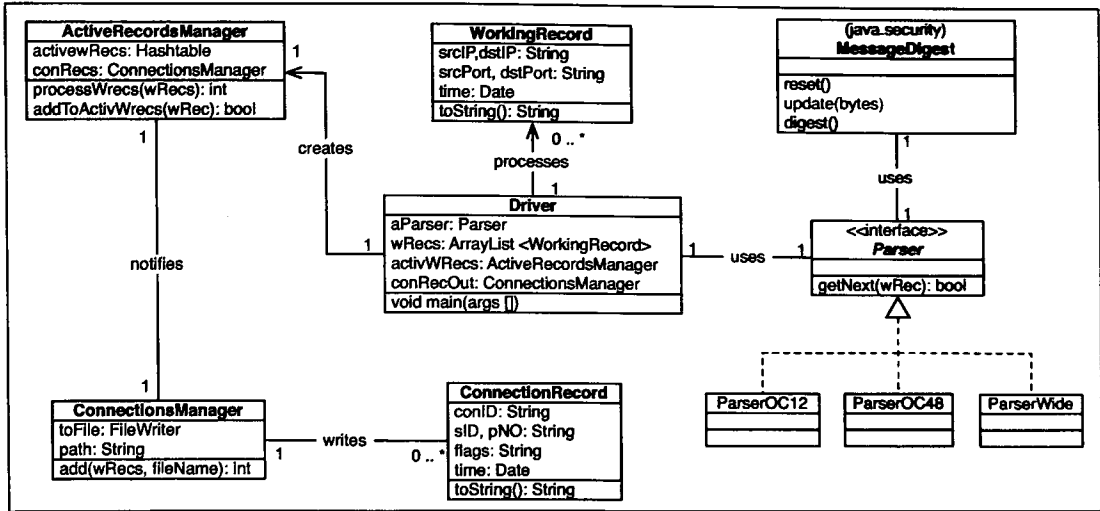 ActiveRecordsManager
activewRecs: Hashtable
conRecs: ConnectionsManager
processWrecs(wRecs): int
addToActivWrecs(wRec): bool
1
1
creates
WorkingRecord
srcIP,dstIP: String
srcPort, dstPort: String
time: Date
toString(): String
0 .. *
processes
1
(java.security)
MessageDigest
reset()
update(bytes)
digest()
1
uses
1
Driver
aParser: Parser
wRecs: ArrayList <WorkingRecord>
activWRecs: ActiveRecordsManager
conRecOut: ConnectionsManager
void main(args [])
1
1
uses
1
<<interface>>
Parser
getNext(wRec): bool
notifies
1
ConnectionsManager
toFile: FileWriter
path: String
add(wRecs, fileName): int
1
writes
0 .. *
ConnectionRecord
conID: String
sID, pNO: String
flags: String
time: Date
toString(): String
ParserOC12
ParserOC48
ParserWide